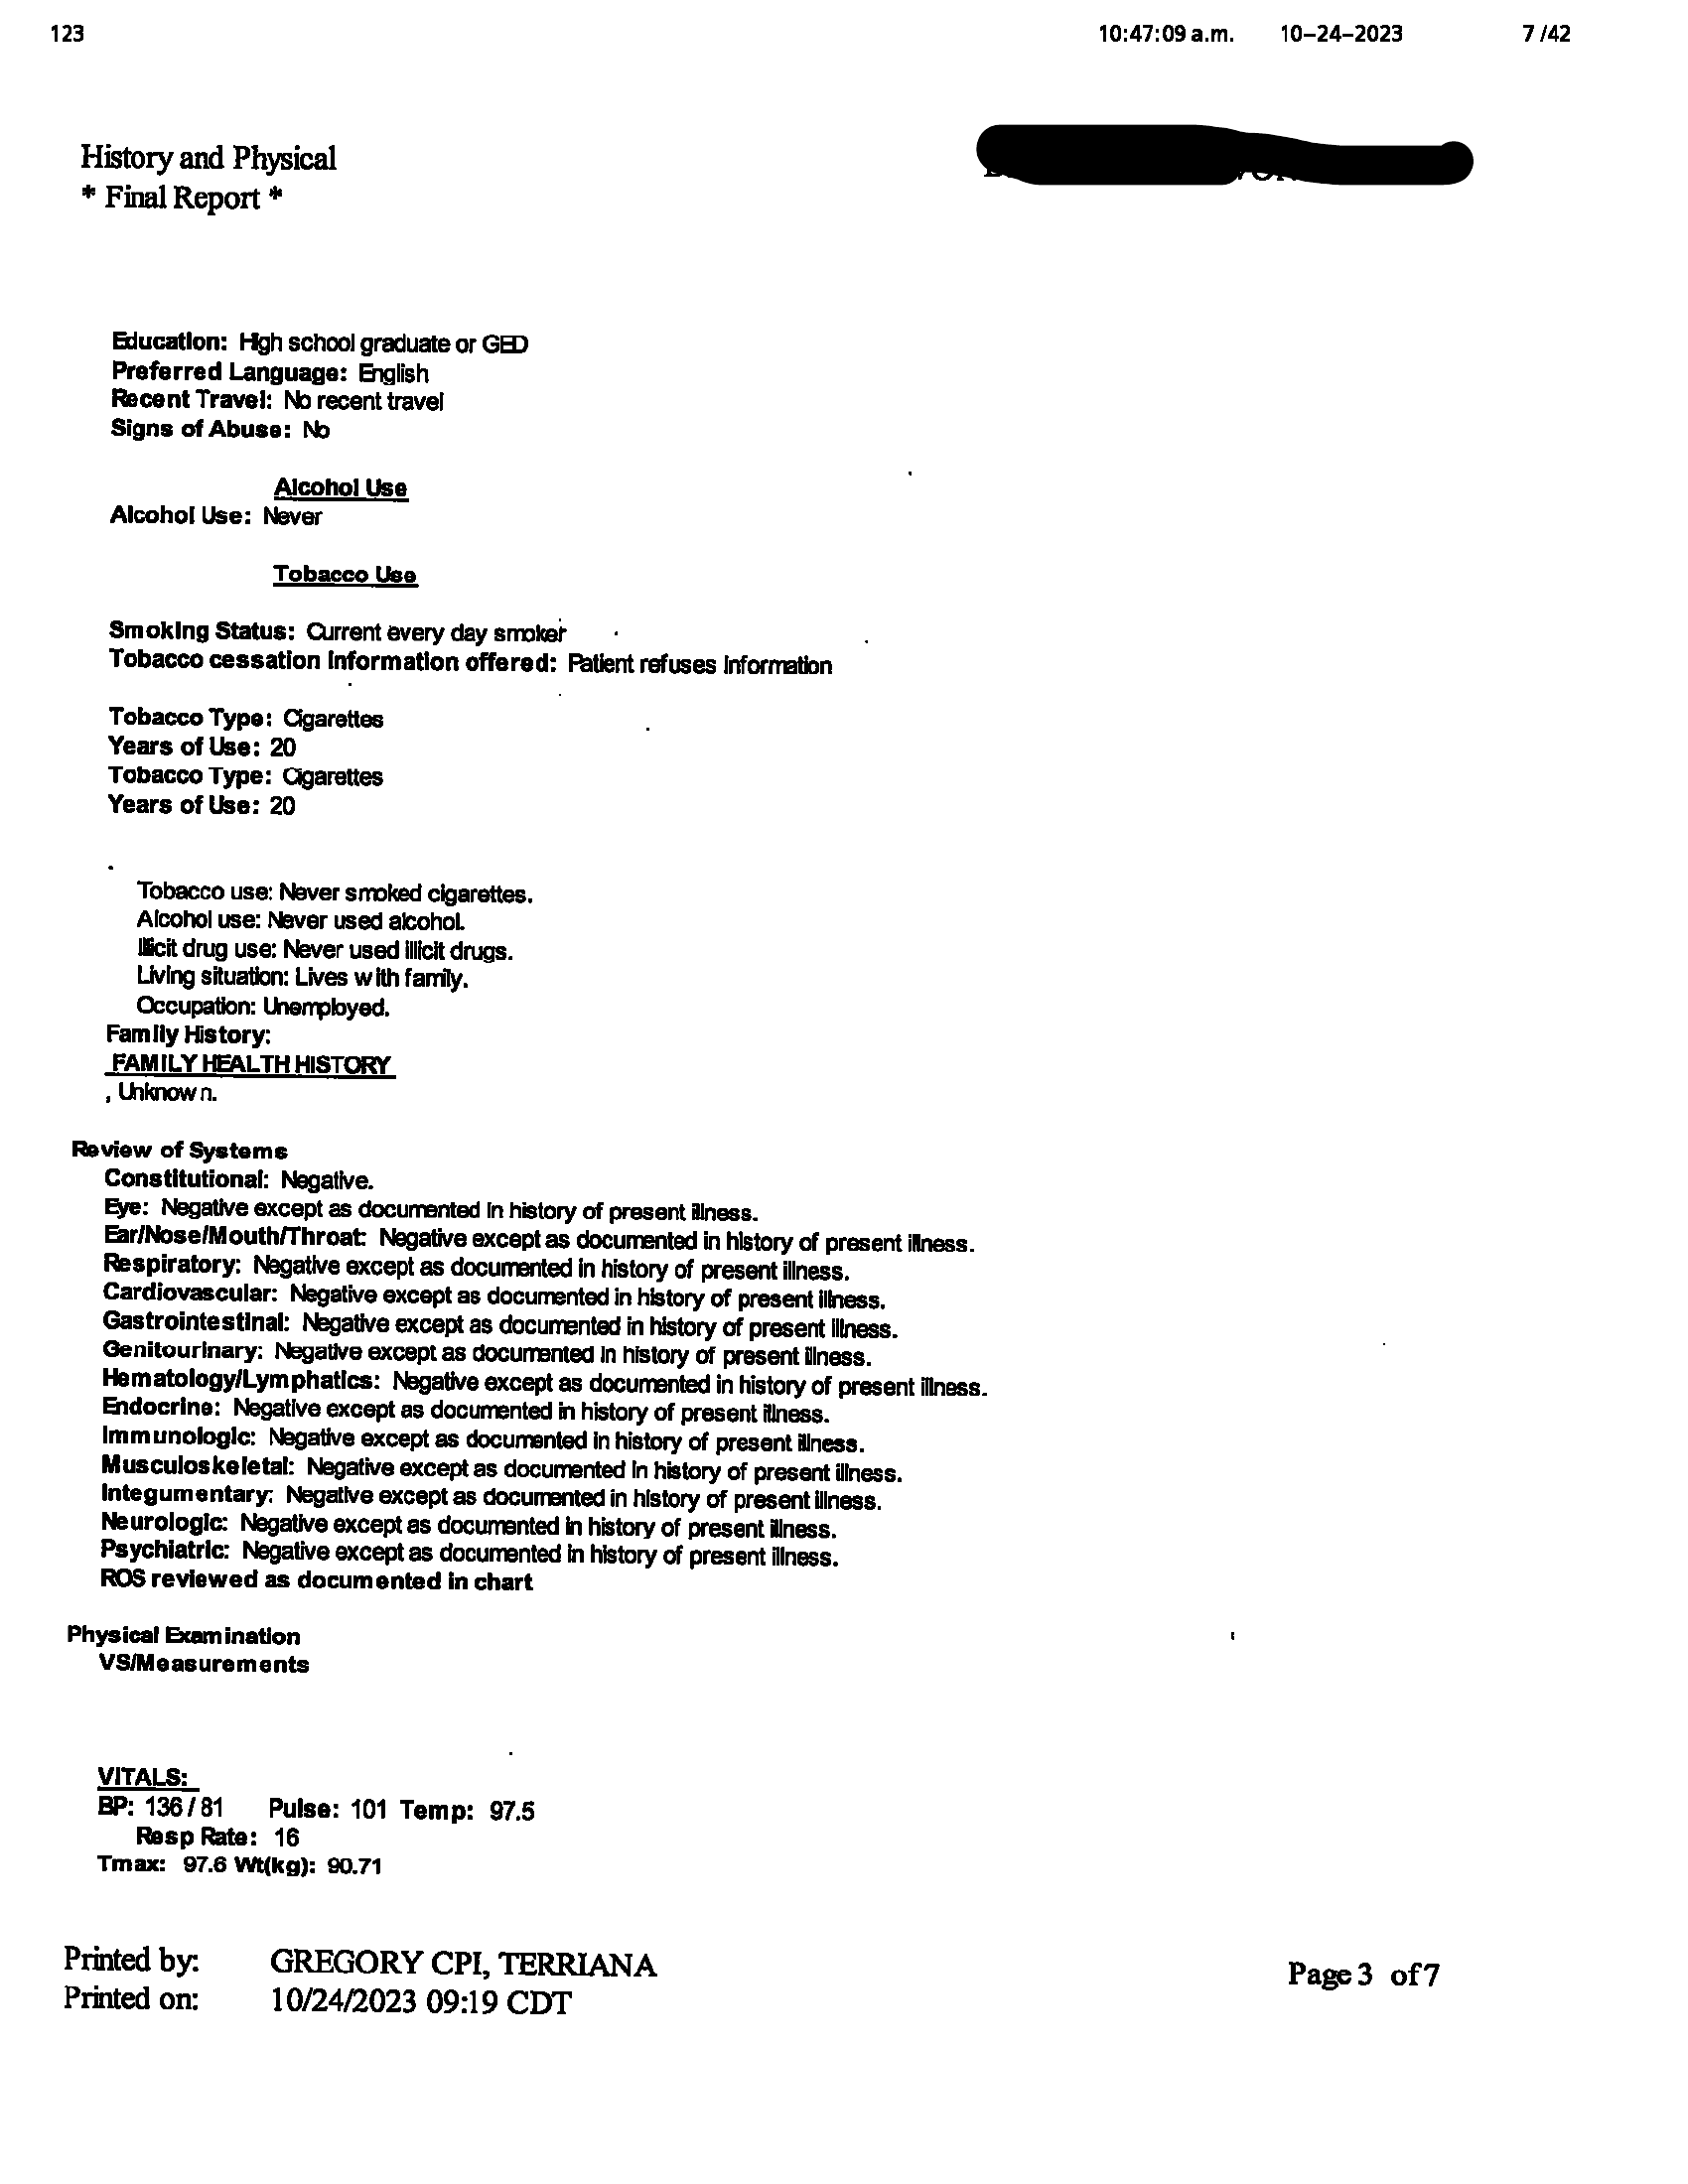 123 10:47:09 a.m. 10-24-2023 7 /42
History and Physical
* Final Report *
Education: High school graduate or GED
Preferred Language: English
Recent Travel: No recent travel
Signs of Abuse: No
Alcohol Use
Alcohol Use: Never
Tobacco Use
Smoking Status: Current every day smoker
Tobacco cessation information offered: Patient refuses information
Tobacco Type: Cigarettes
Years of Use: 20
Tobacco Type: Cigarettes
Years of Use: 20
Tobacco use: Never smoked cigarettes.
Alcohol use: Never used alcohol.
Illicit drug use: Never used illicit drugs.
Living situation: Lives with family.
Occupation: Unemployed.
Family History:
FAMILY HEALTH HISTORY
, Unknown.
Review of Systems
Constitutional: Negative.
Eye: Negative except as documented in history of present illness.
Ear/Nose/Mouth/Throat: Negative except as documented in history of present illness.
Respiratory: Negative except as documented in history of present illness.
Cardiovascular: Negative except as documented in history of present illness.
Gastrointestinal: Negative except as documented in history of present illness.
Genitourinary: Negative except as documented in history of present illness.
Hematology/Lymphatics: Negative except as documented in history of present illness.
Endocrine: Negative except as documented in history of present illness.
Immunologic: Negative except as documented in history of present illness.
Musculoskeletal: Negative except as documented in history of present illness.
Integumentary: Negative except as documented in history of present illness.
Neurologic: Negative except as documented in history of present illness.
Psychiatric: Negative except as documented in history of present illness.
ROS reviewed as documented in chart
Physical Examination
VS/Measurements
VITALS:
BP: 136 / 81 Pulse: 101 Temp: 97.5
Resp Rate: 16
Tmax: 97.6 Wt(kg): 90.71
Printed by: GREGORY CPI, TERRIANA
Printed on: 10/24/2023 09:19 CDT
Page 3 of 7